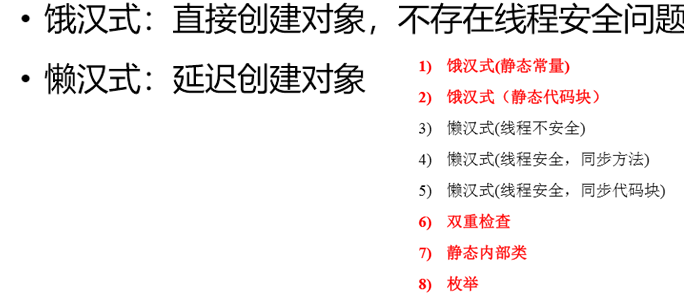 • 饿汉式：直接创建对象，不存在线程安全问题
• 懒汉式：延迟创建对象
1) 饿汉式(静态常量)
2) 饿汉式（静态代码块）
3) 懒汉式(线程不安全)
4) 懒汉式(线程安全，同步方法)
5) 懒汉式(线程安全，同步代码块)
6) 双重检查
7) 静态内部类
8) 枚举